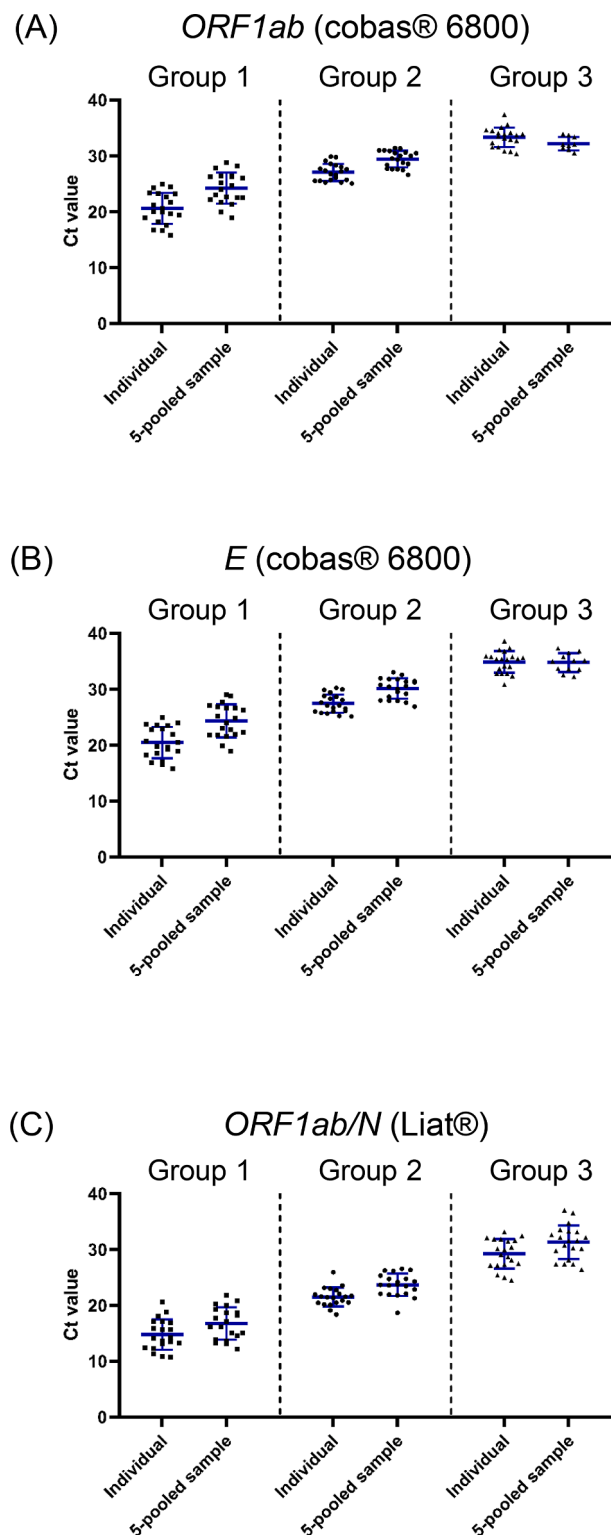 (A) ORF1ab (cobas® 6800)
Group 1 Group 2 Group 3
40
30
20
10
0
Ct value
Individual
5-pooled sample
Individual
5-pooled sample
Individual
5-pooled sample
(B) E (cobas® 6800)
Group 1 Group 2 Group 3
40
30
20
10
0
Ct value
Individual
5-pooled sample
Individual
5-pooled sample
Individual
5-pooled sample
(C) ORF1ab/N (Liat®)
Group 1 Group 2 Group 3
40
30
20
10
0
Ct value
Individual
5-pooled sample
Individual
5-pooled sample
Individual
5-pooled sample